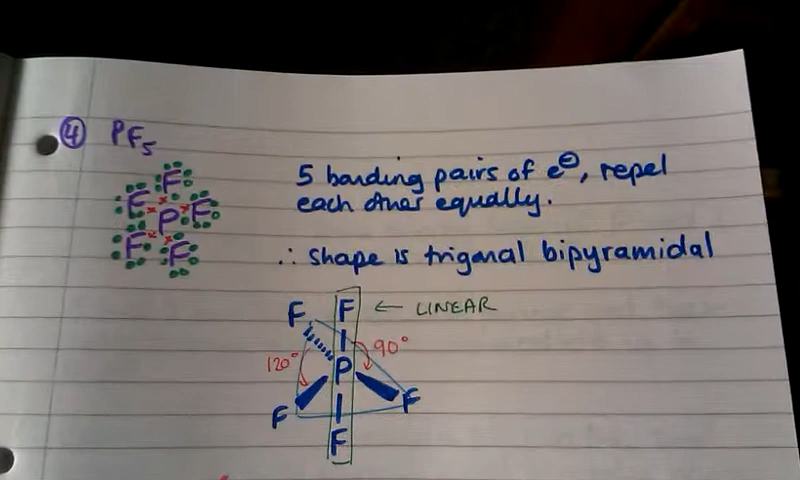 ④ PF₅
5 bonding pairs of e⊖, repel
each other equally.
∴ shape is trigonal bipyramidal
F
F F
P
F F
F F ← LINEAR
120° 90°
P
F F
F